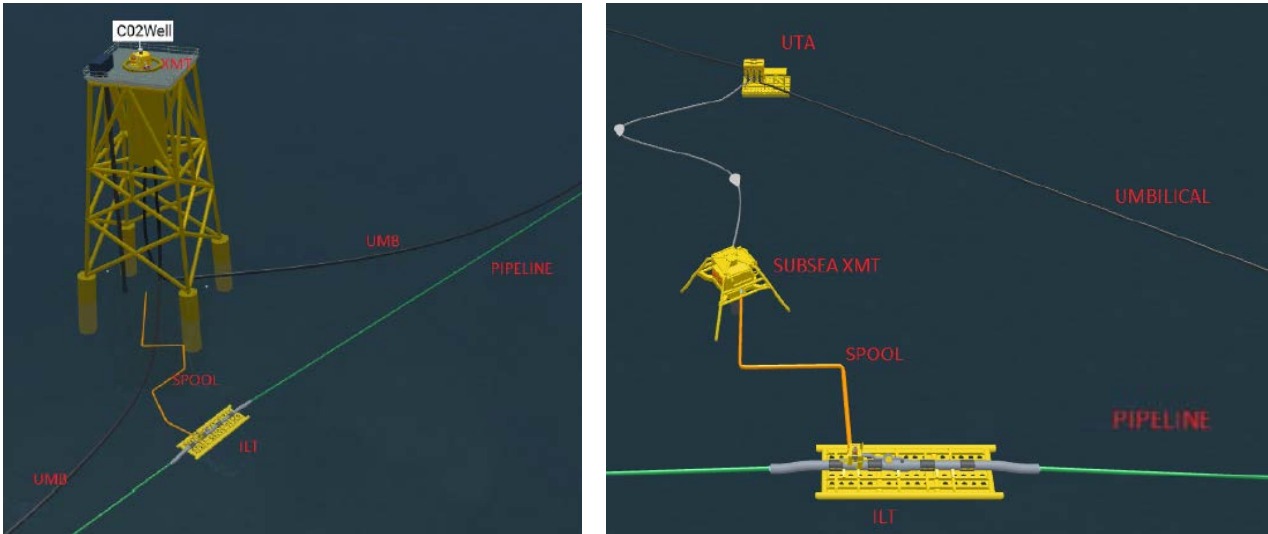 C02Well
XMT
UMB
PIPELINE
SPOOL
ILT
UMB
UTA
UMBILICAL
SUBSEA XMT
SPOOL
PIPELINE
ILT